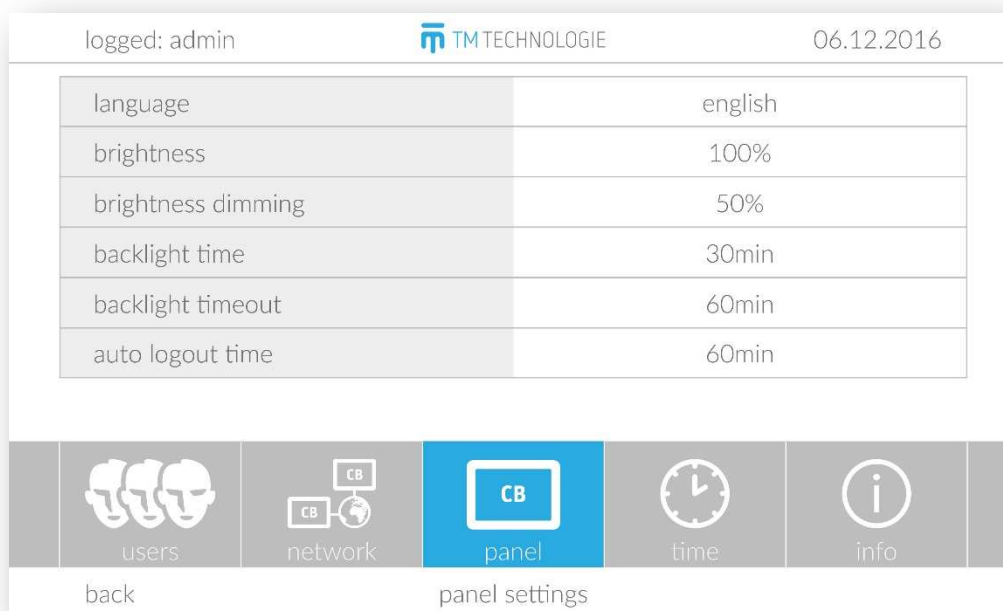 logged: admin TM TECHNOLOGIE 06.12.2016
language english
brightness 100%
brightness dimming 50%
backlight time 30min
backlight timeout 60min
auto logout time 60min
CB
CB CB
users network panel time info
back panel settings